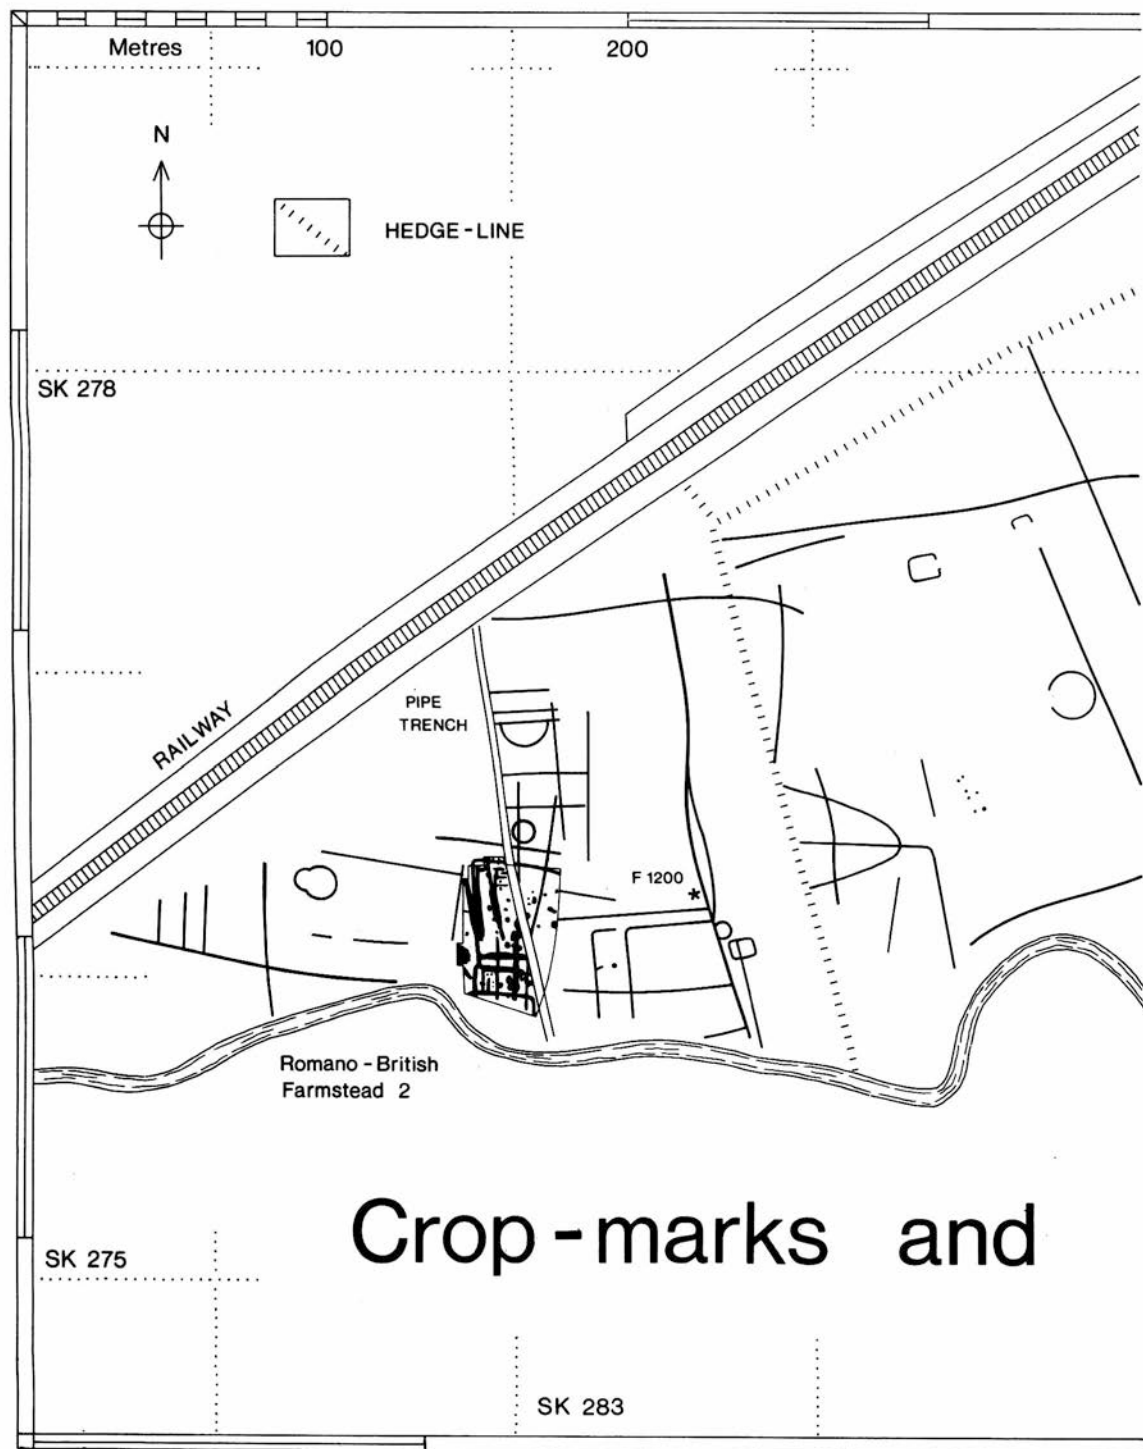 Metres 100 200
N
HEDGE-LINE
SK 278
PIPE
TRENCH
RAILWAY
F 1200
Romano-British
Farmstead 2
Crop-marks and
SK 275
SK 283